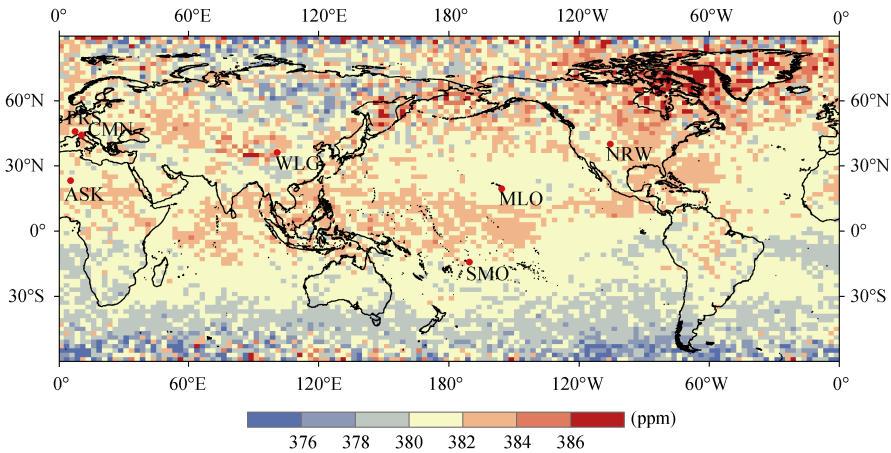 0° 60°E 120°E 180° 120°W 60°W 0°
60°N 60°N
PRS CMN
30°N 30°N
WLG NRW
ASK MLO
0° 0°
SMO
30°S 30°S
0° 60°E 120°E 180° 120°W 60°W 0°
(ppm)
376 378 380 382 384 386